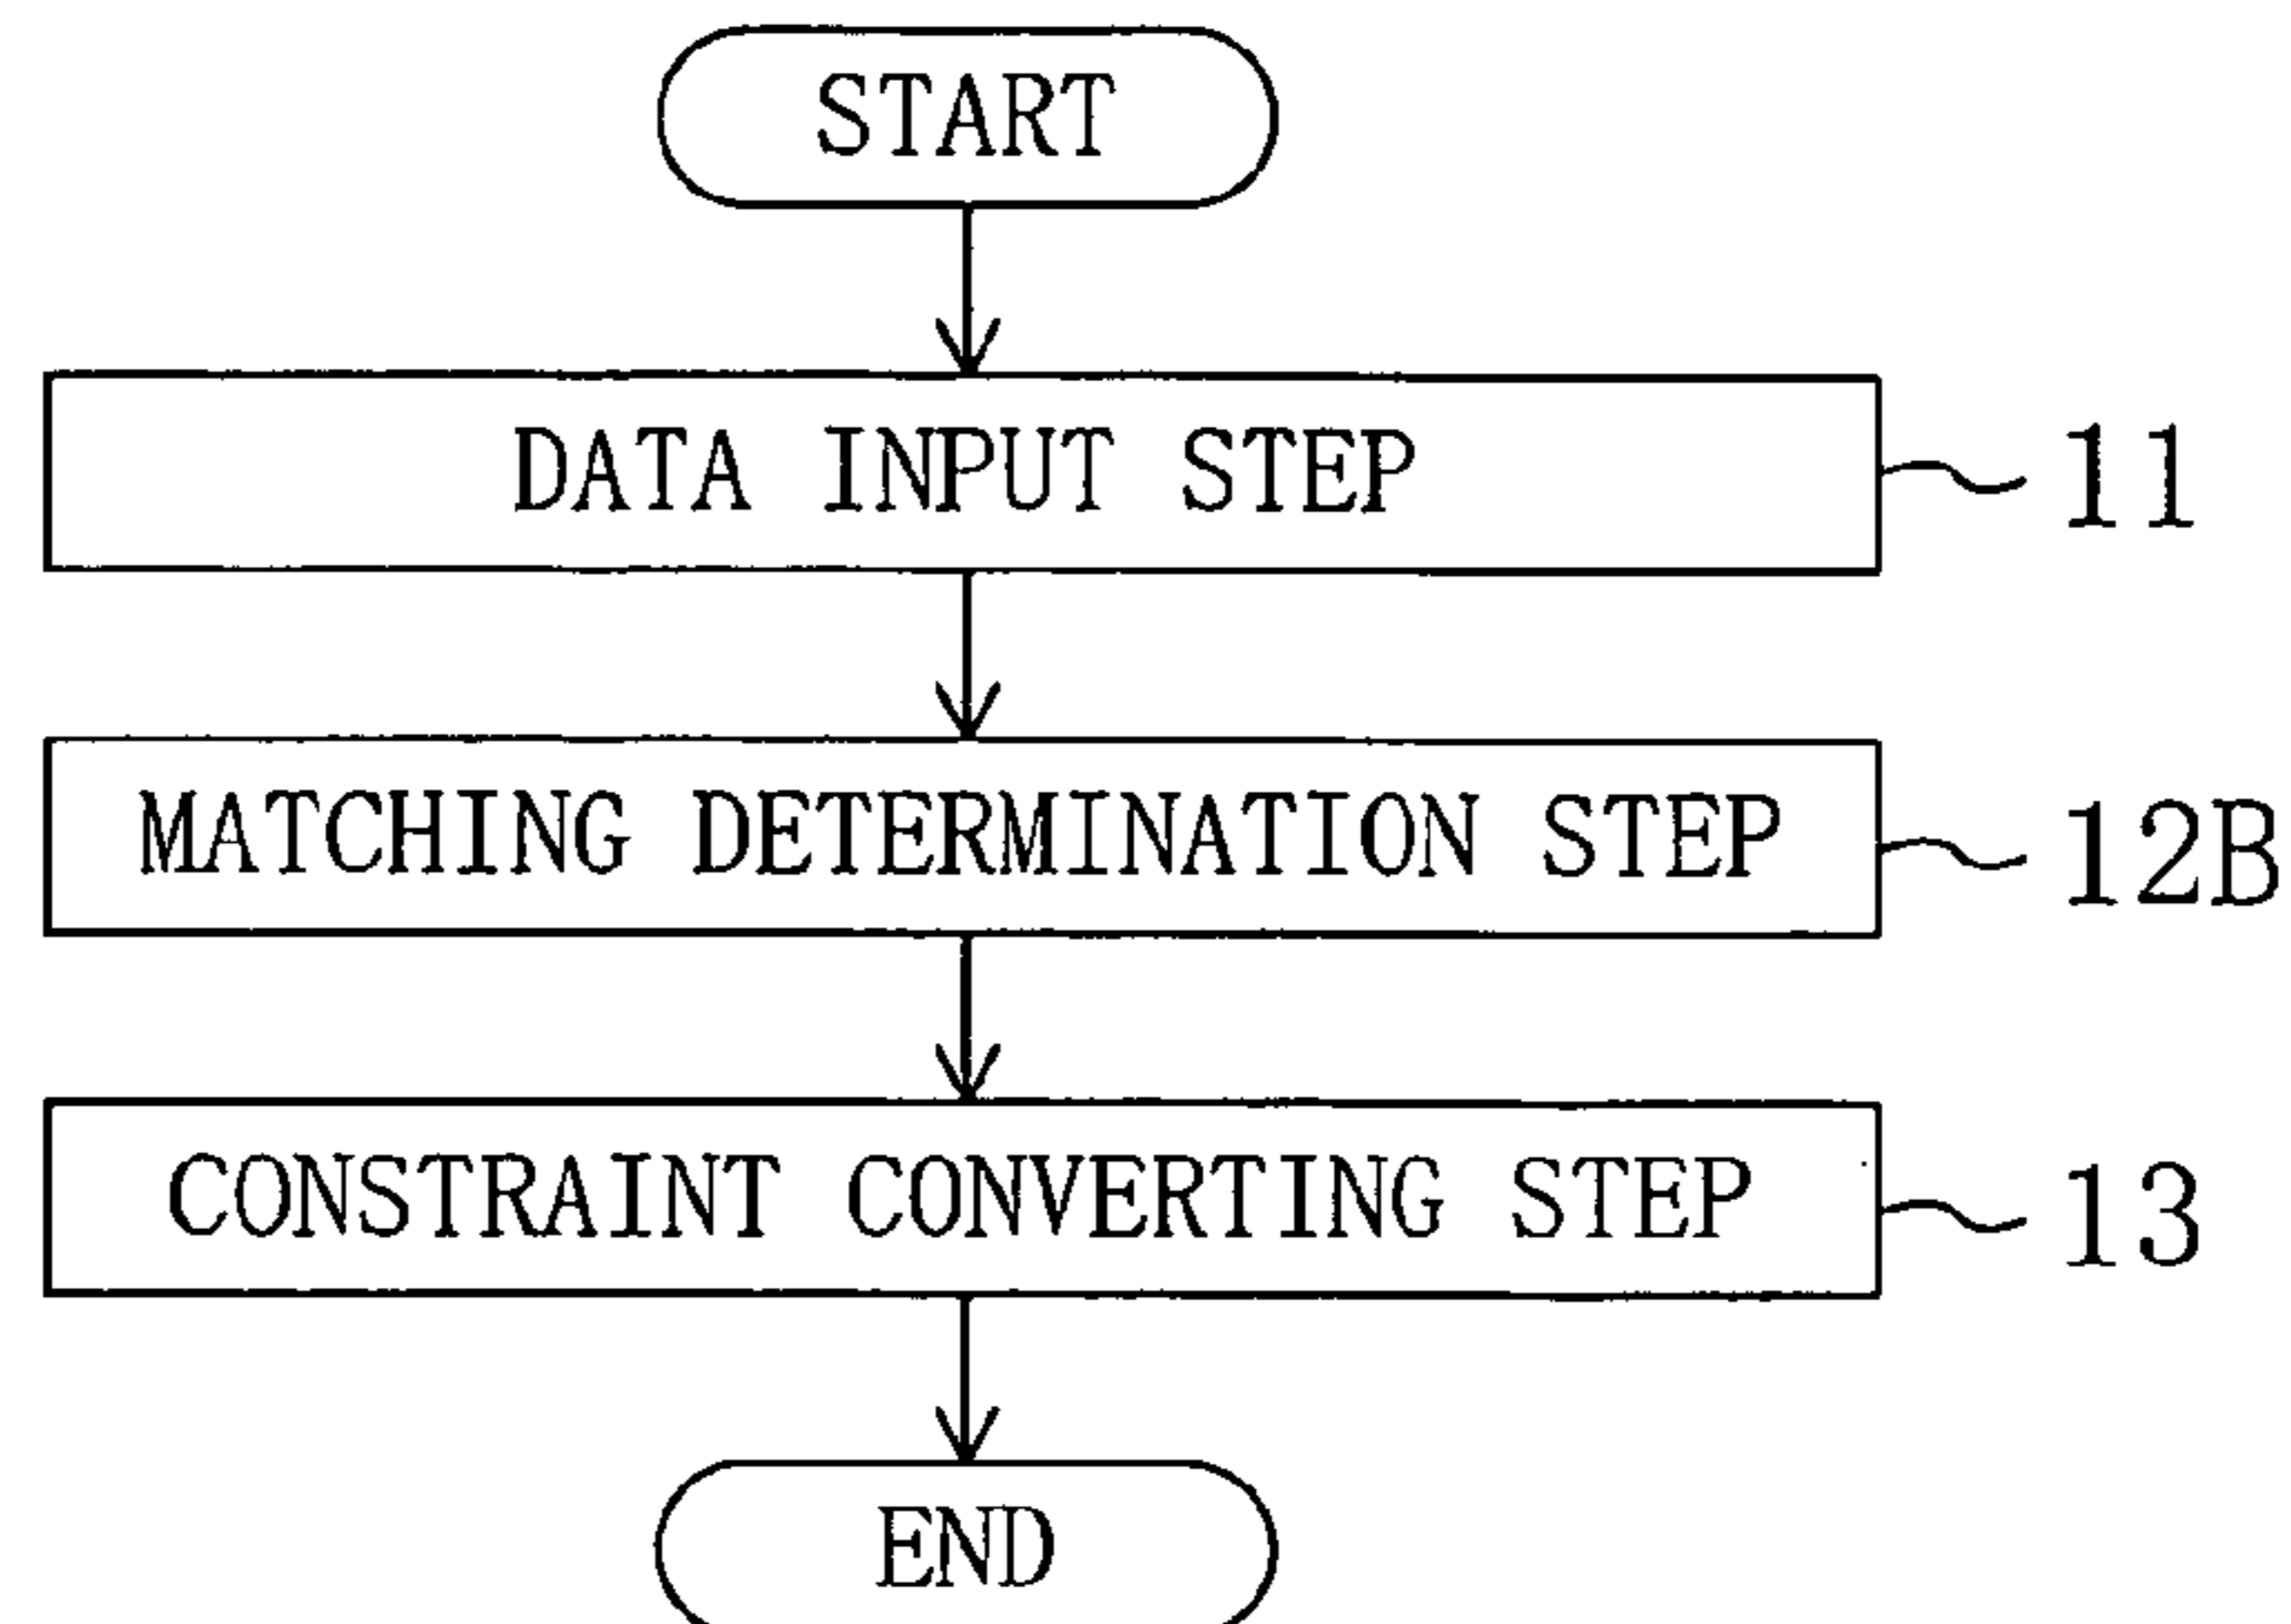 START
DATA INPUT STEP
11
MATCHING DETERMINATION STEP
12B
CONSTRAINT CONVERTING STEP
13
END